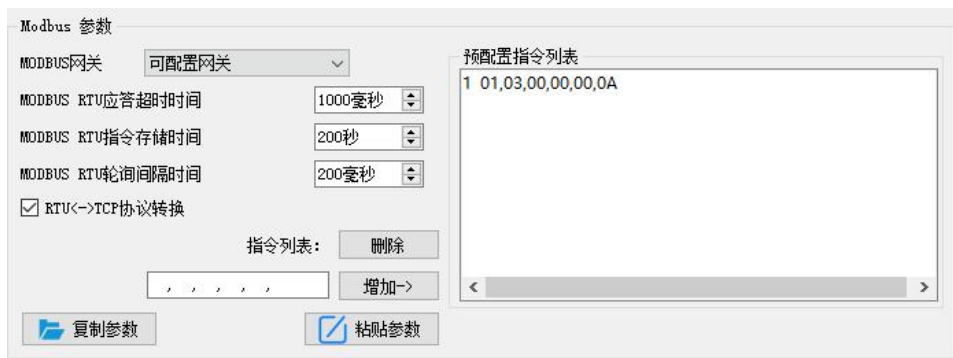 Modbus 参数
MODBUS网关 可配置网关
MODBUS RTU应答超时时间 1000毫秒
MODBUS RTU指令存储时间 200秒
MODBUS RTU轮询间隔时间 200毫秒
RTU<->TCP协议转换
指令列表: 删除
, , , , , 增加->
复制参数 粘贴参数
预配置指令列表
1 01,03,00,00,00,0A